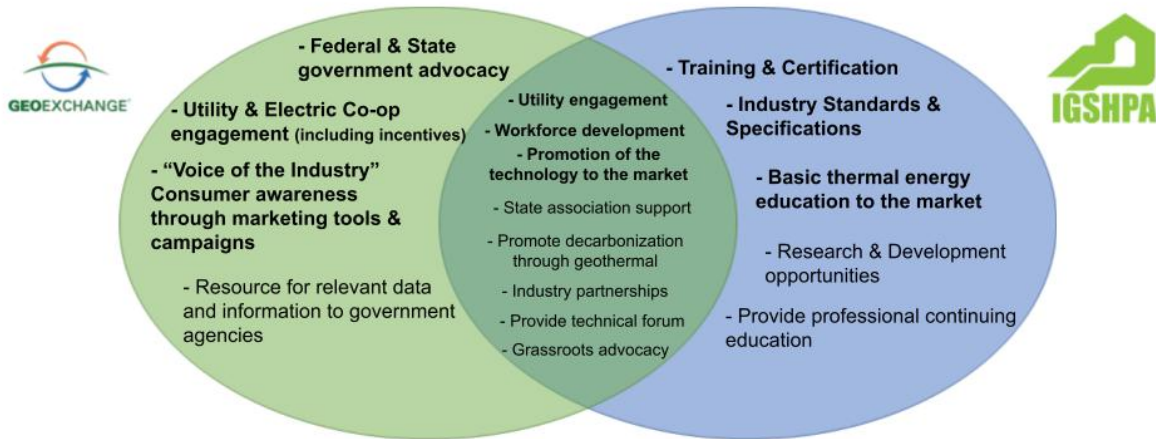 GEOEXCHANGE®
- Federal & State
government advocacy
- Utility & Electric Co-op
engagement (including incentives)
- “Voice of the Industry”
Consumer awareness
through marketing tools &
campaigns
- Resource for relevant data
and information to government
agencies
- Utility engagement
- Workforce development
- Promotion of the
technology to the market
- State association support
- Promote decarbonization
through geothermal
- Industry partnerships
- Provide technical forum
- Grassroots advocacy
- Training & Certification
- Industry Standards &
Specifications
- Basic thermal energy
education to the market
- Research & Development
opportunities
- Provide professional continuing
education
IGSHPA